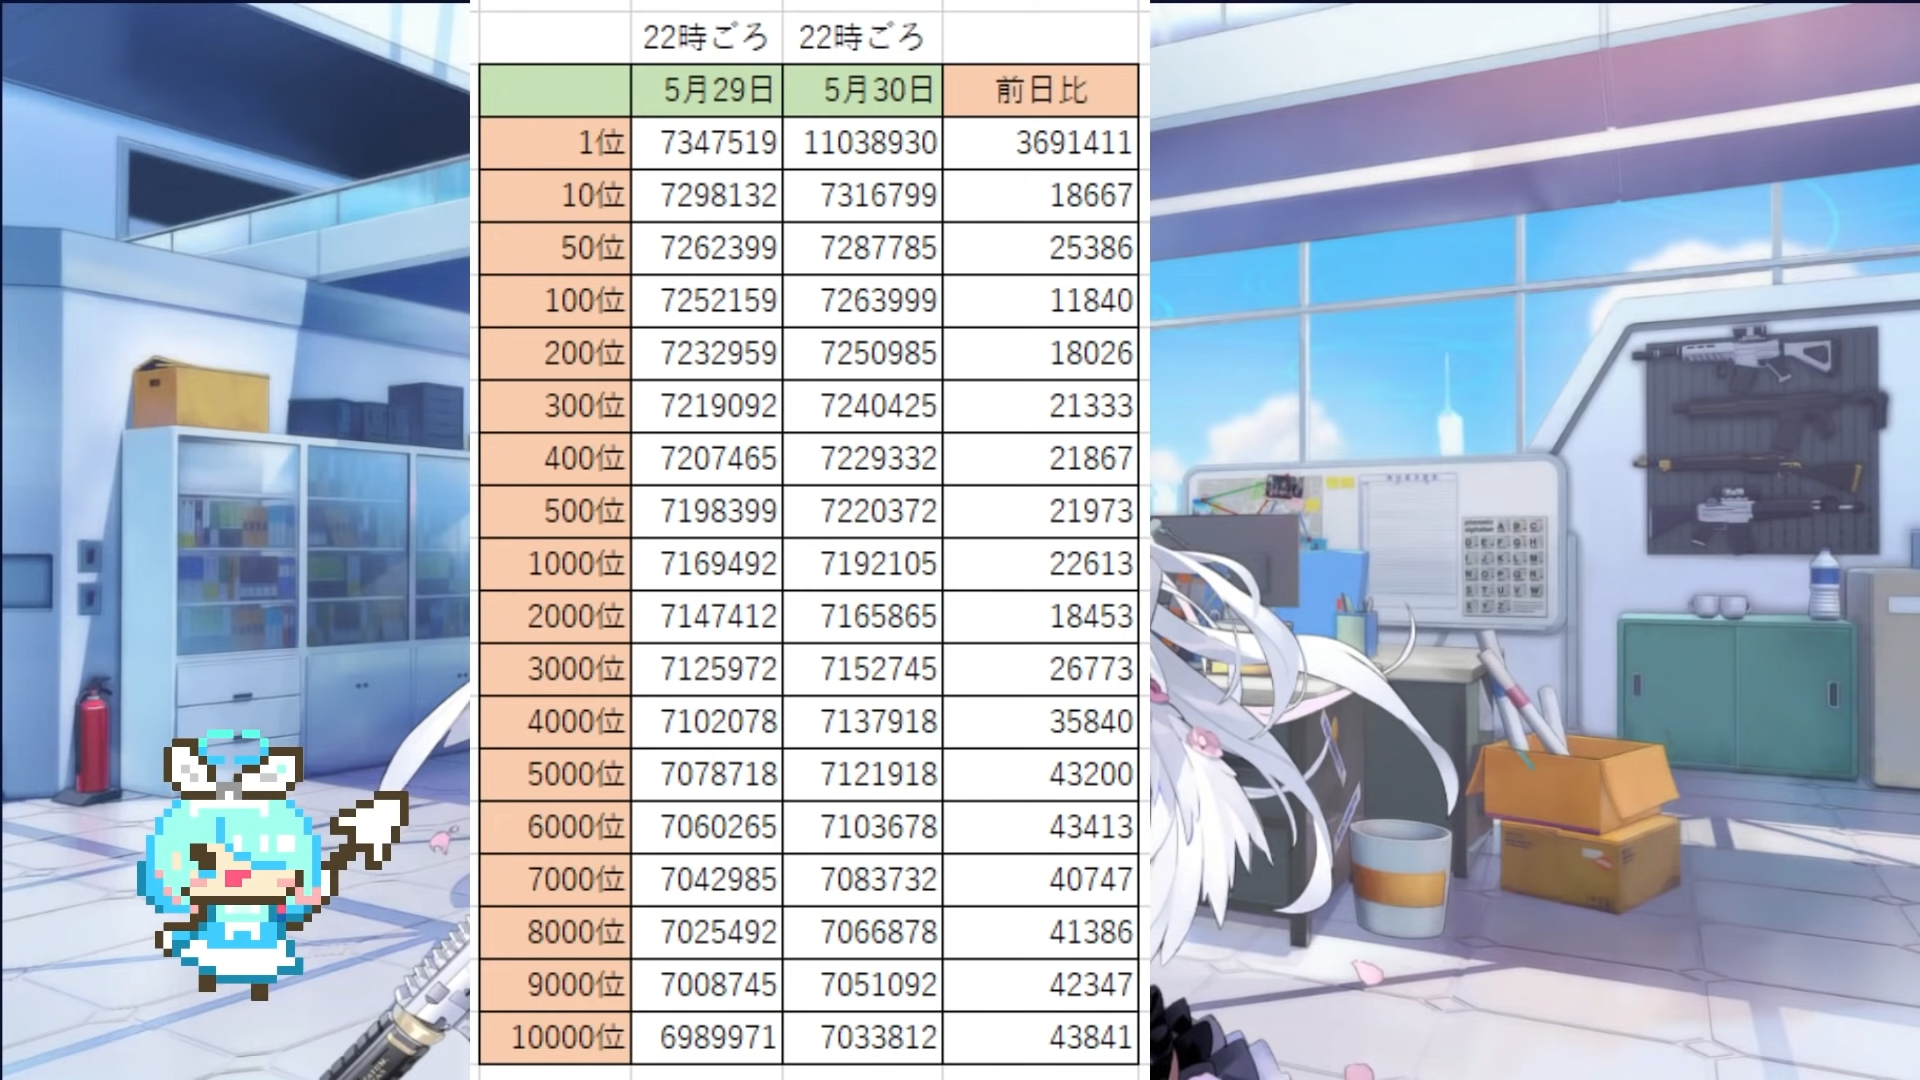 22時ごろ 22時ごろ
5月29日 5月30日 前日比
1位 7347519 11038930 3691411
10位 7298132 7316799 18667
50位 7262399 7287785 25386
100位 7252159 7263999 11840
200位 7232959 7250985 18026
300位 7219092 7240425 21333
400位 7207465 7229332 21867
500位 7198399 7220372 21973
1000位 7169492 7192105 22613
2000位 7147412 7165865 18453
3000位 7125972 7152745 26773
4000位 7102078 7137918 35840
5000位 7078718 7121918 43200
6000位 7060265 7103678 43413
7000位 7042985 7083732 40747
8000位 7025492 7066878 41386
9000位 7008745 7051092 42347
10000位 6989971 7033812 43841